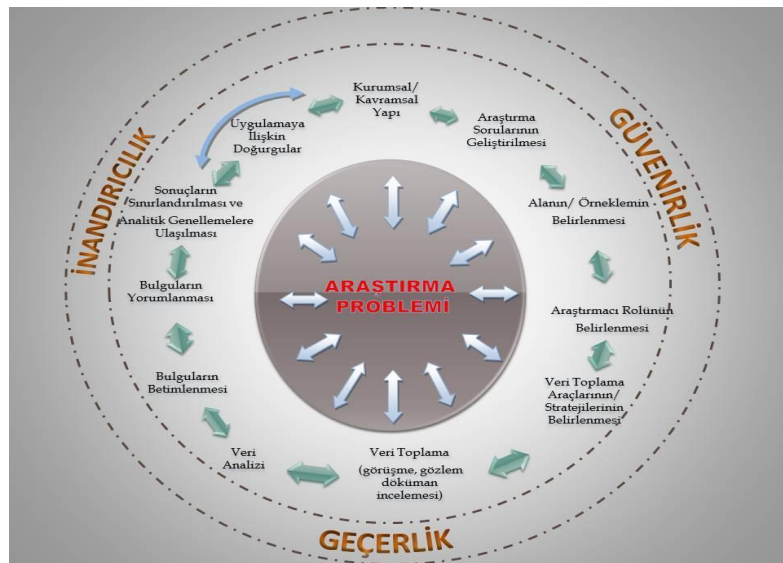 Kurumsal/
Kavramsal
Yapı
Araştırma
Sorularının
Geliştirilmesi
Alanın/ Örneklemin
Belirlenmesi
Araştırmacı Rolünün
Belirlenmesi
Veri Toplama
Araçlarının/
Stratejilerinin
Belirlenmesi
Veri Toplama
(görüşme, gözlem
döküman
incelemesi)
Veri
Analizi
Bulguların
Betimlenmesi
Bulguların
Yorumlanması
Sonuçların
Sınırlandırılması ve
Analitik Genellemelere
Ulaşılması
Uygulamaya
İlişkin
Doğurgular
ARAŞTIRMA
PROBLEMİ
İNANDIRICILIK
GÜVENİRLİK
GEÇERLİK